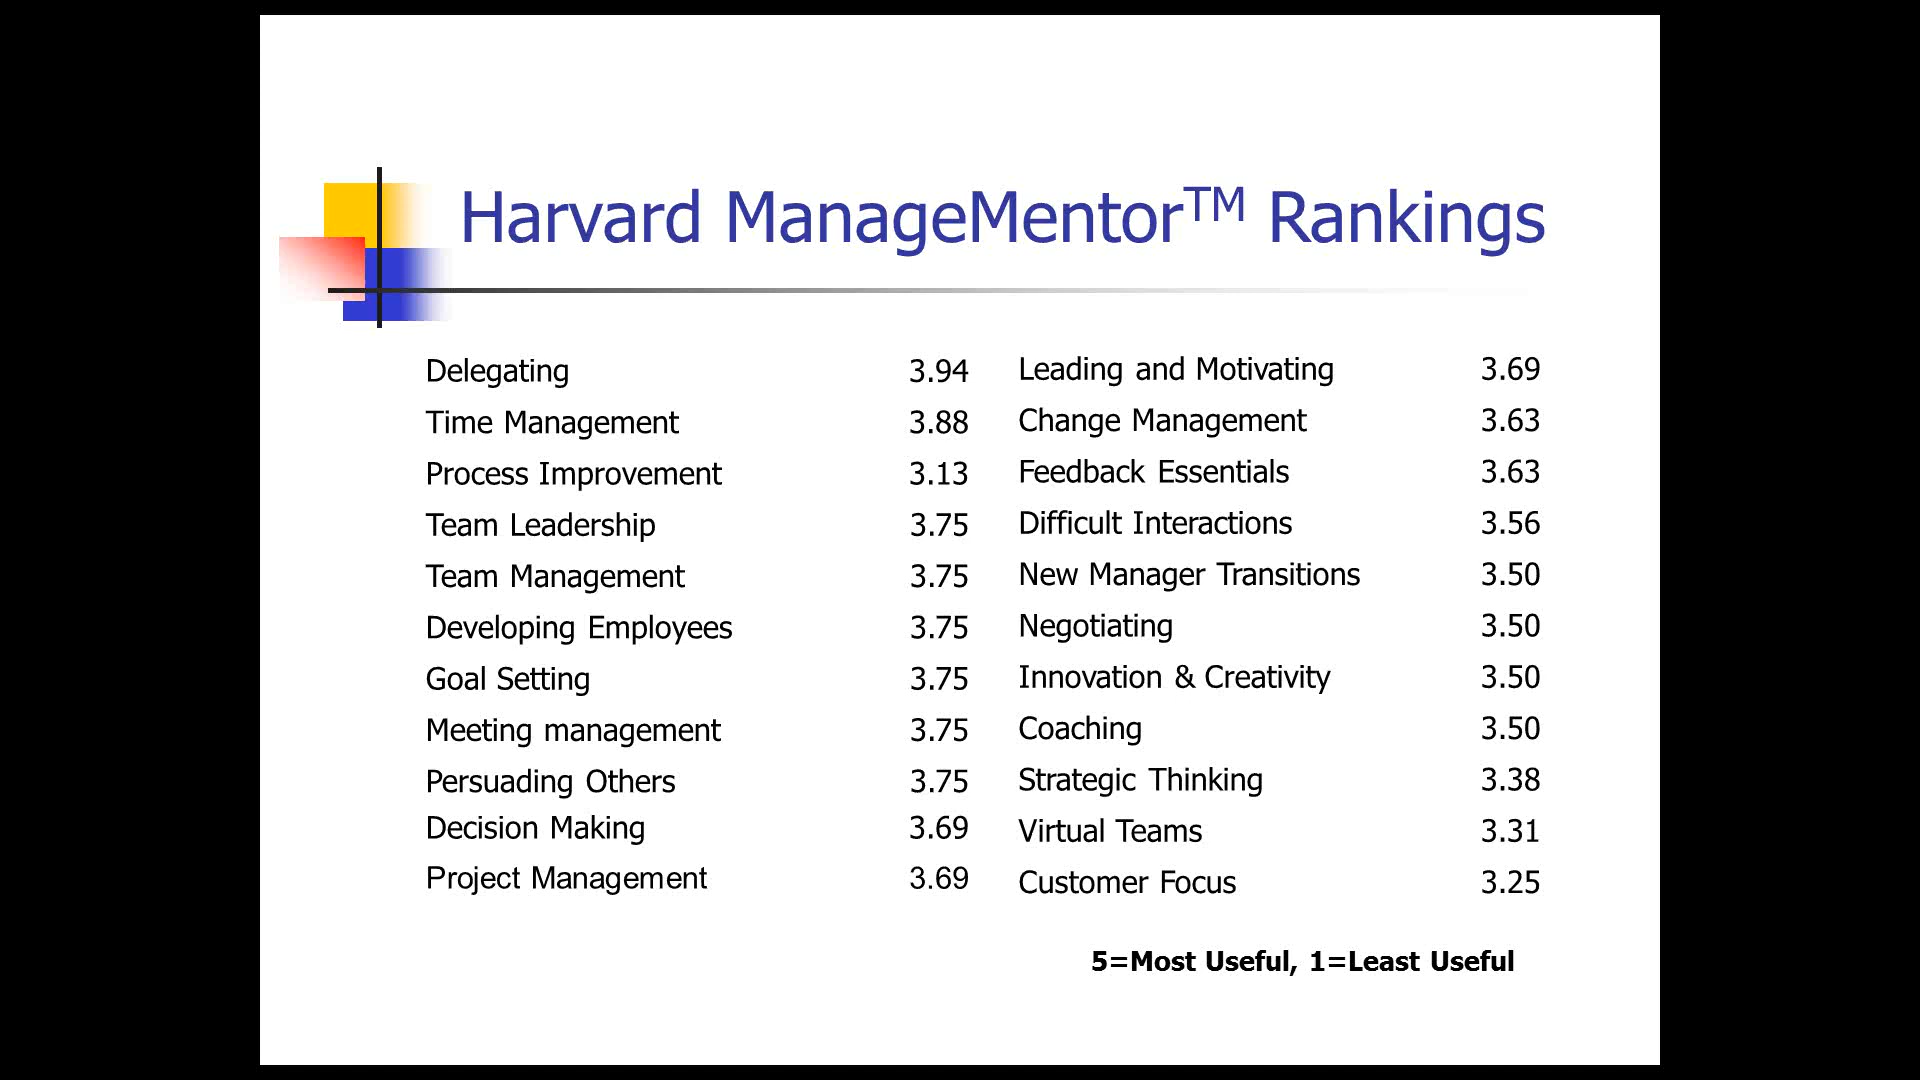 Harvard ManageMentor™ Rankings
Delegating 3.94
Time Management 3.88
Process Improvement 3.13
Team Leadership 3.75
Team Management 3.75
Developing Employees 3.75
Goal Setting 3.75
Meeting management 3.75
Persuading Others 3.75
Decision Making 3.69
Project Management 3.69
Leading and Motivating 3.69
Change Management 3.63
Feedback Essentials 3.63
Difficult Interactions 3.56
New Manager Transitions 3.50
Negotiating 3.50
Innovation & Creativity 3.50
Coaching 3.50
Strategic Thinking 3.38
Virtual Teams 3.31
Customer Focus 3.25
5=Most Useful, 1=Least Useful